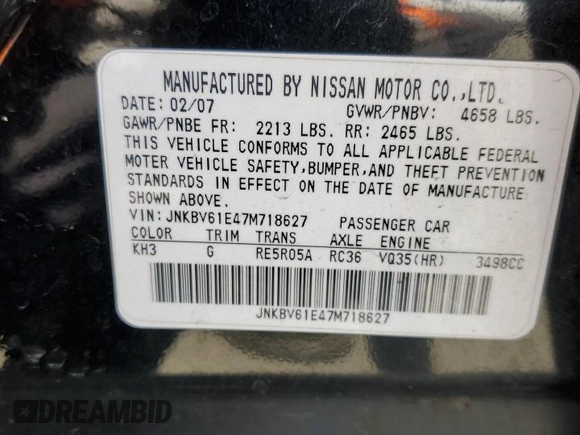 MANUFACTURED BY NISSAN MOTOR CO.,LTD.
DATE: 02/07 GVWR/PNBV: 4658 LBS.
GAWR/PNBE FR: 2213 LBS. RR: 2465 LBS.
THIS VEHICLE CONFORMS TO ALL APPLICABLE FEDERAL
MOTER VEHICLE SAFETY,BUMPER,AND THEFT PREVENTION
STANDARDS IN EFFECT ON THE DATE OF MANUFACTURE
SHOWN ABOVE.
VIN: JNKBV61E47M718627 PASSENGER CAR
COLOR TRIM TRANS AXLE ENGINE
KH3 G RE5R05A RC36 VQ35(HR) 3498CC
JNKBV61E47M718627
DREAMBID